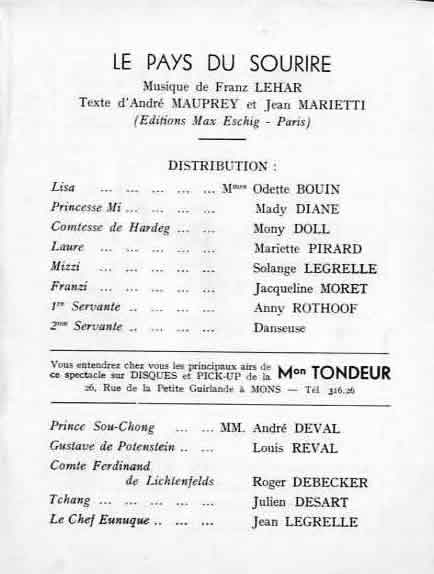 LE PAYS DU SOURIRE
Musique de Franz LEHAR
Texte d'André MAUPREY et Jean MARIETTI
(Editions Max Eschig - Paris)
DISTRIBUTION :
Lisa ... ... ... ... ... Mmes Odette BOUIN
Princesse Mi ... ... ... ... Mady DIANE
Comtesse de Hardeg ... ... Mony DOLL
Laure ... ... ... ... ... Mariette PIRARD
Mizzi ... ... ... ... ... Solange LEGRELLE
Franzi ... ... ... ... ... Jacqueline MORET
1re Servante .. ... ... ... Anny ROTHOOF
2me Servante .. ... ... ... Danseuse
Vous entendrez chez vous les principaux airs de
ce spectacle sur DISQUES et PICK-UP de la Mon TONDEUR
26, Rue de la Petite Guirlande à MONS — Tél 316.26
Prince Sou-Chong ... ... MM. André DEVAL
Gustave de Potenstein .. ... Louis REVAL
Comte Ferdinand
de Lichtenfelds Roger DEBECKER
Tchang ... ... ... ... ... Julien DESART
Le Chef Eunuque .. ... ... Jean LEGRELLE